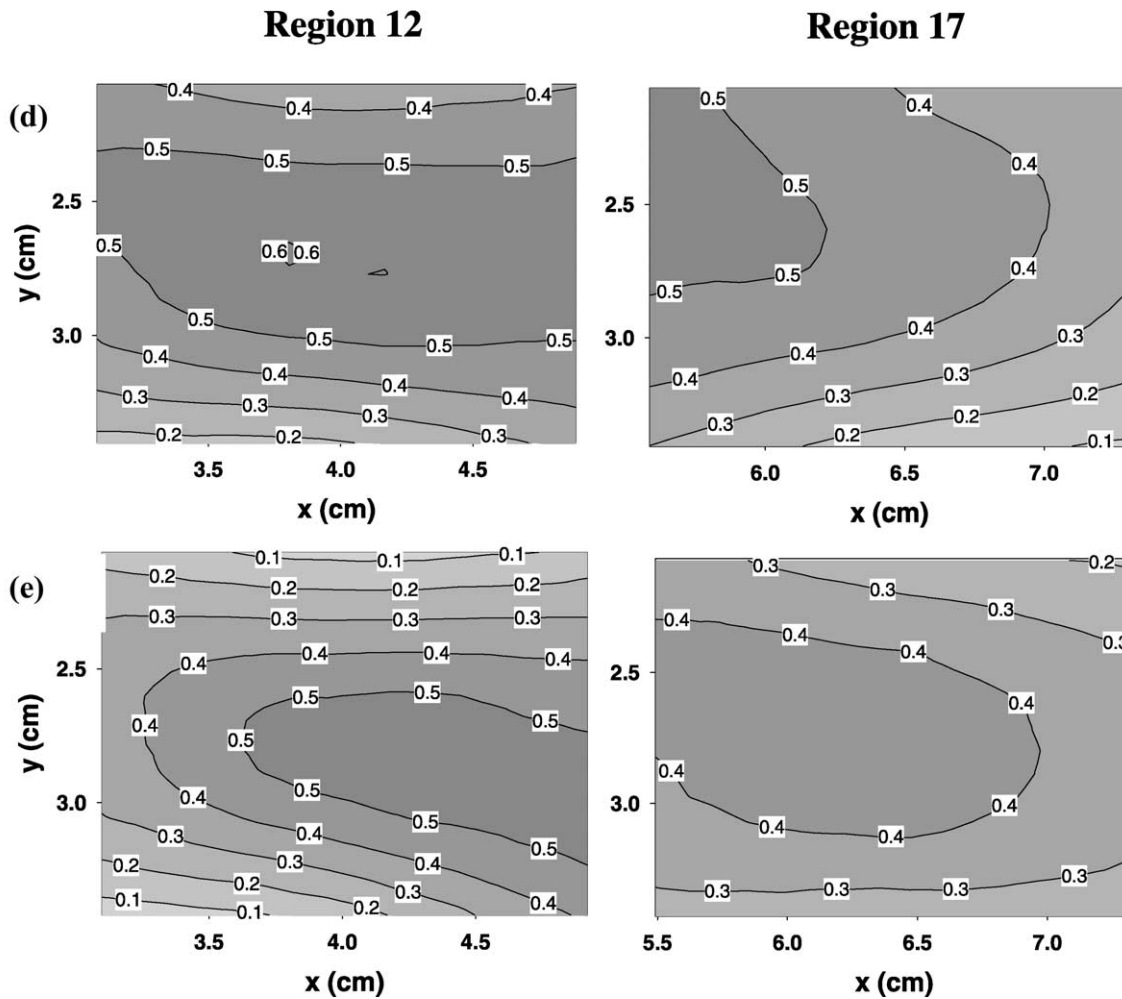 Region 12
Region 17
(d)
0.4 0.4 0.4 0.4
0.5 0.5 0.5 0.5
0.5
0.6 0.6
0.5 0.5 0.5 0.5
0.4 0.4 0.4 0.4
0.3 0.3 0.3 0.3
0.2 0.2
2.5
3.0
y (cm)
3.5 4.0 4.5
x (cm)
0.5 0.4
0.5 0.4
0.5 0.5 0.4
0.4 0.4 0.4
0.3 0.3 0.3
0.2 0.2 0.2
0.1
2.5
3.0
6.0 6.5 7.0
x (cm)
(e)
0.1 0.1 0.1
0.2 0.2 0.2 0.2
0.3 0.3 0.3 0.3
0.4 0.4 0.4 0.4
0.4 0.5 0.5 0.5
0.5
0.4 0.5 0.5 0.5
0.3 0.4 0.4 0.4
0.2 0.3 0.3
0.1 0.2 0.2
0.1
2.5
3.0
y (cm)
3.5 4.0 4.5
x (cm)
0.3 0.3 0.3 0.3
0.2
0.4 0.4 0.4 0.4
0.4 0.4 0.4 0.4
0.3 0.3 0.3 0.3
2.5
3.0
5.5 6.0 6.5 7.0
x (cm)